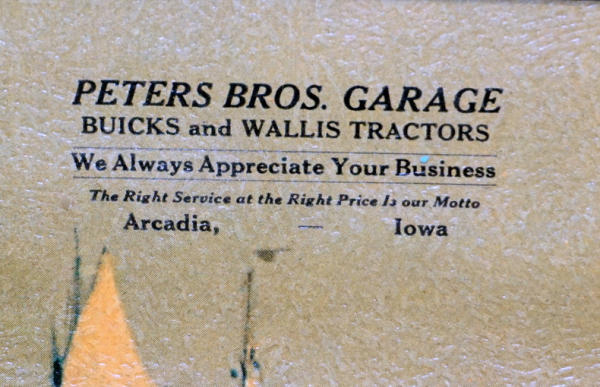 PETERS BROS. GARAGE
BUICKS and WALLIS TRACTORS
We Always Appreciate Your Business
The Right Service at the Right Price Is our Motto
Arcadia, — Iowa